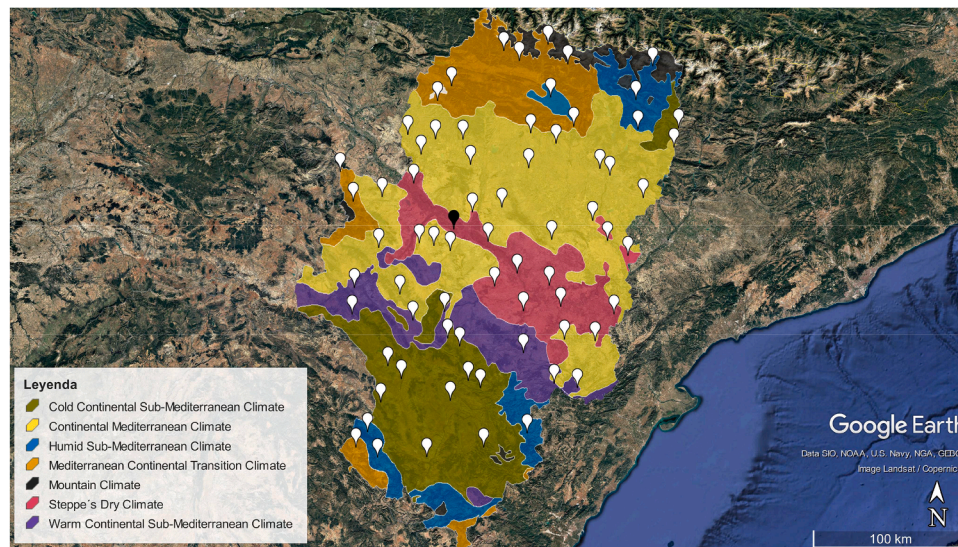 Leyenda
Cold Continental Sub-Mediterranean Climate
Continental Mediterranean Climate
Humid Sub-Mediterranean Climate
Mediterranean Continental Transition Climate
Mountain Climate
Steppe´s Dry Climate
Warm Continental Sub-Mediterranean Climate
Google Earth
Data SIO, NOAA, U.S. Navy, NGA, GEBC
Image Landsat / Copernic
N
100 km